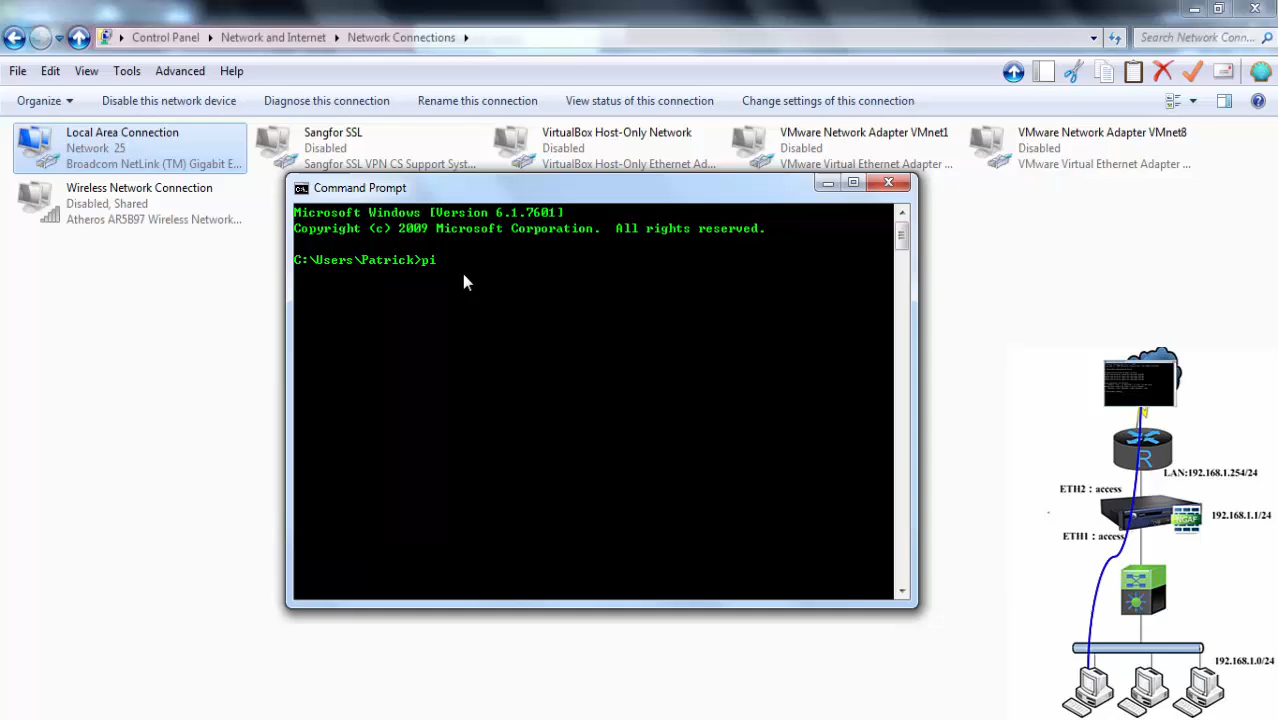 Control Panel Network and Internet Network Connections Search Network Conn...
File Edit View Tools Advanced Help
Organize Disable this network device Diagnose this connection Rename this connection View status of this connection Change settings of this connection
Local Area Connection
Network 25
Broadcom NetLink (TM) Gigabit E...
Sangfor SSL
Disabled
Sangfor SSL VPN CS Support Syst...
VirtualBox Host-Only Network
Disabled
VirtualBox Host-Only Ethernet Ad...
VMware Network Adapter VMnet1
Disabled
VMware Virtual Ethernet Adapter ...
VMware Network Adapter VMnet8
Disabled
VMware Virtual Ethernet Adapter ...
Wireless Network Connection
Disabled, Shared
Atheros AR5B97 Wireless Network...
Command Prompt
Microsoft Windows [Version 6.1.7601]
Copyright (c) 2009 Microsoft Corporation. All rights reserved.
C:\Users\Patrick>pi
R
LAN:192.168.1.254/24
ETH2：access
NGAF
192.168.1.1/24
ETH1：access
192.168.1.0/24